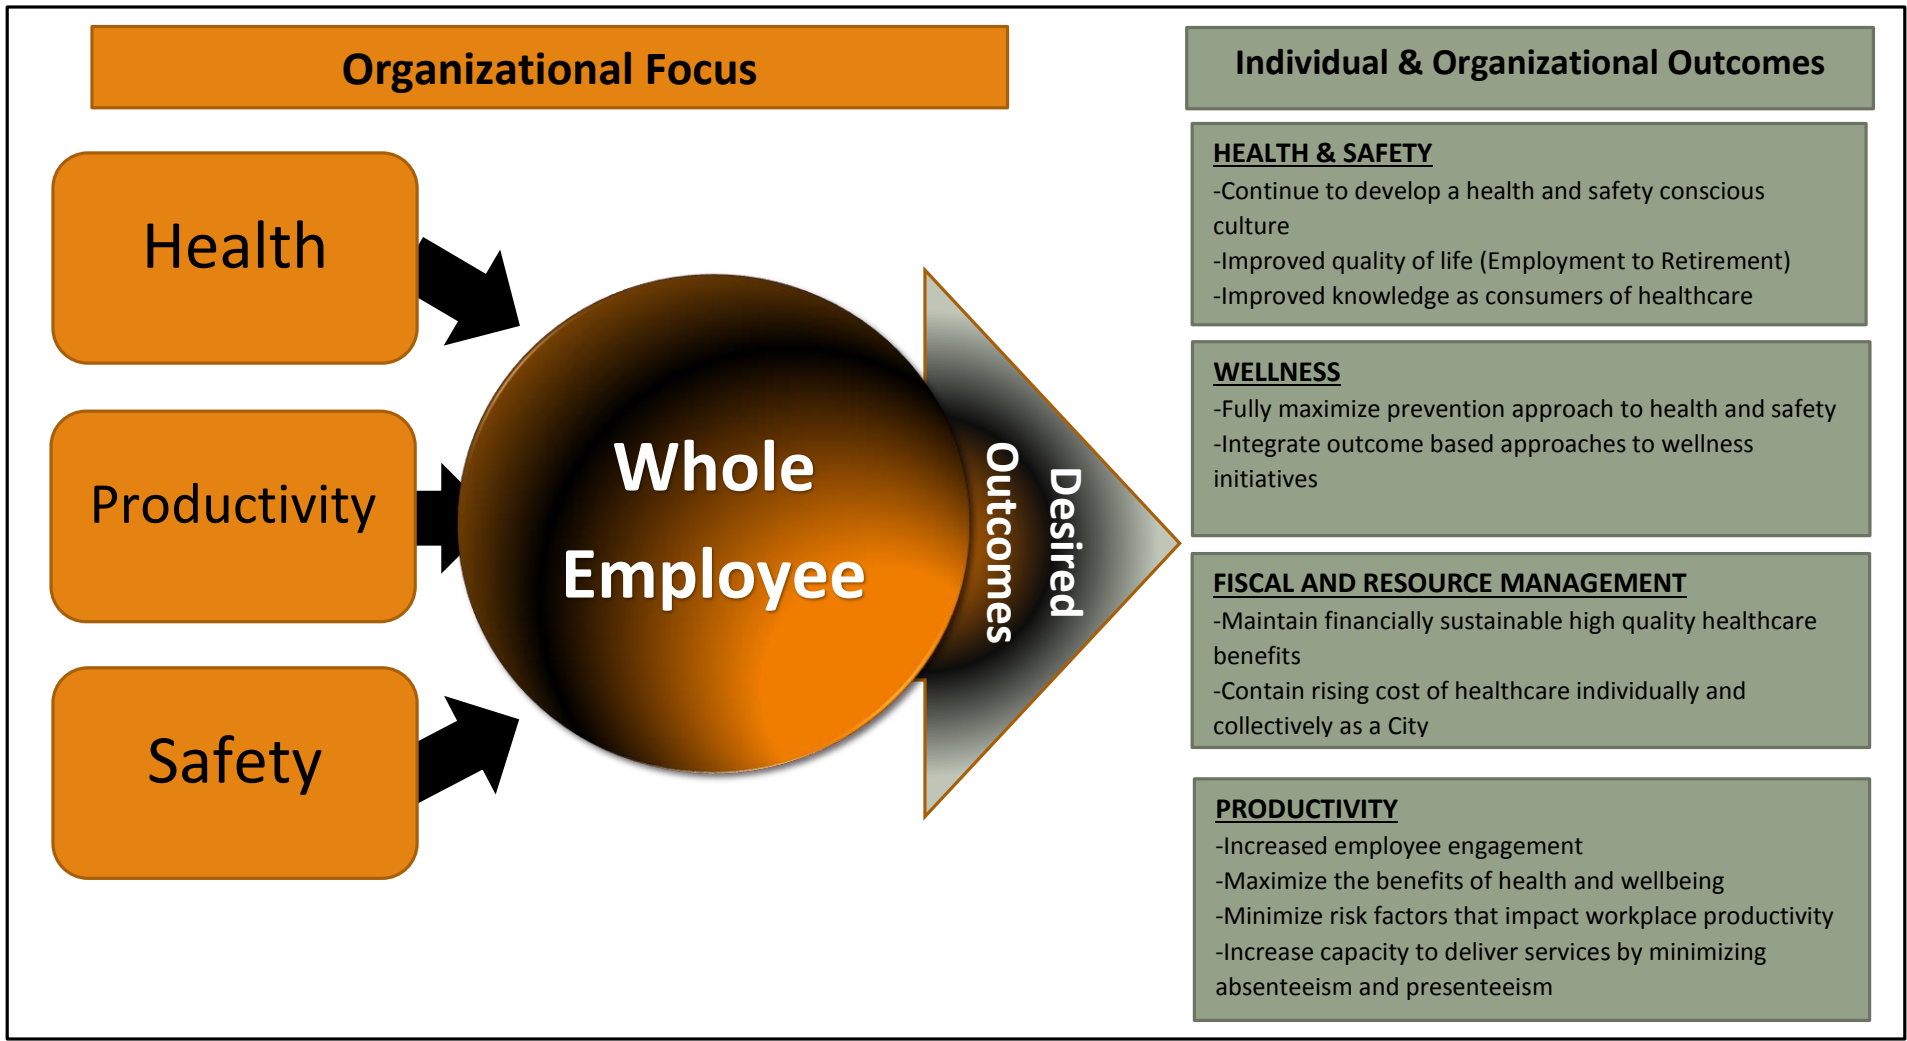 Organizational Focus
Health
Productivity
Safety
Whole
Employee
Desired
Outcomes
Individual & Organizational Outcomes
HEALTH & SAFETY
-Continue to develop a health and safety conscious
culture
-Improved quality of life (Employment to Retirement)
-Improved knowledge as consumers of healthcare
WELLNESS
-Fully maximize prevention approach to health and safety
-Integrate outcome based approaches to wellness
initiatives
FISCAL AND RESOURCE MANAGEMENT
-Maintain financially sustainable high quality healthcare
benefits
-Contain rising cost of healthcare individually and
collectively as a City
PRODUCTIVITY
-Increased employee engagement
-Maximize the benefits of health and wellbeing
-Minimize risk factors that impact workplace productivity
-Increase capacity to deliver services by minimizing
absenteeism and presenteeism